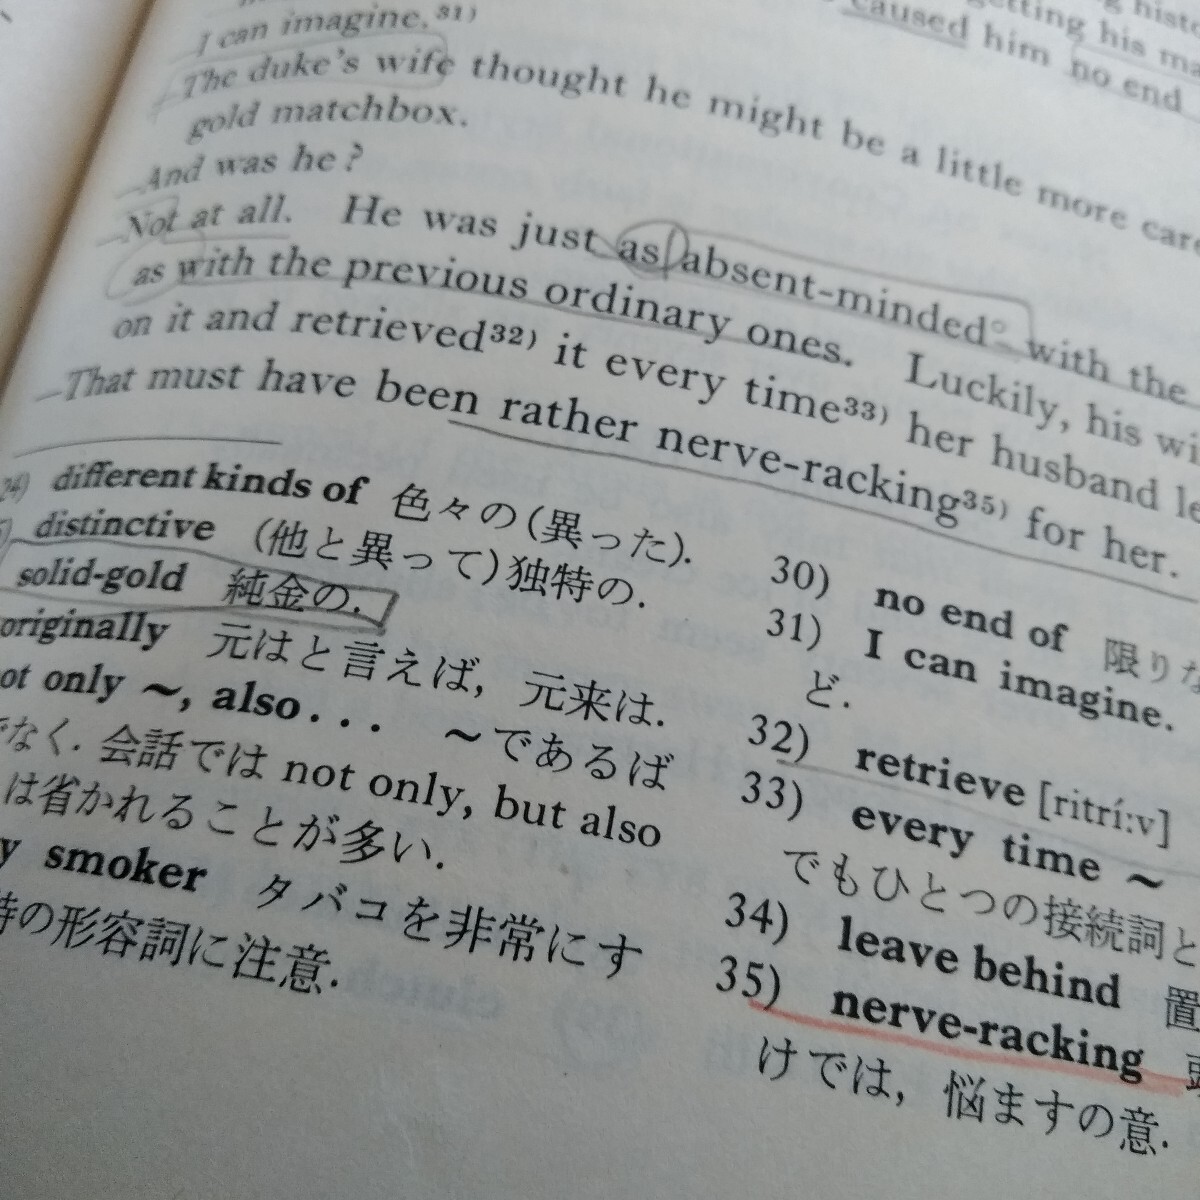 histo
getting his ma
caused him no end
I can imagine.31)
The duke's wife thought he might be a little more care
gold matchbox.
And was he?
Not at all. He was just as absent-minded with the
as with the previous ordinary ones. Luckily, his wi
on it and retrieved32) it every time33) her husband le
That must have been rather nerve-racking35) for her.
24) different kinds of 色々の(異った).
distinctive (他と異って)独特の.
solid-gold 純金の.
originally 元はと言えば, 元来は.
ot only ~, also... ~であるば
でなく. 会話では not only, but also
は省かれることが多い.
y smoker タバコを非常にす
の形容詞に注意.
30) no end of 限りな
31) I can imagine.
ど.
32) retrieve [ritríːv]
33) every time ~
でもひとつの接続詞と
34) leave behind 置
35) nerve-racking
けでは, 悩ますの意.